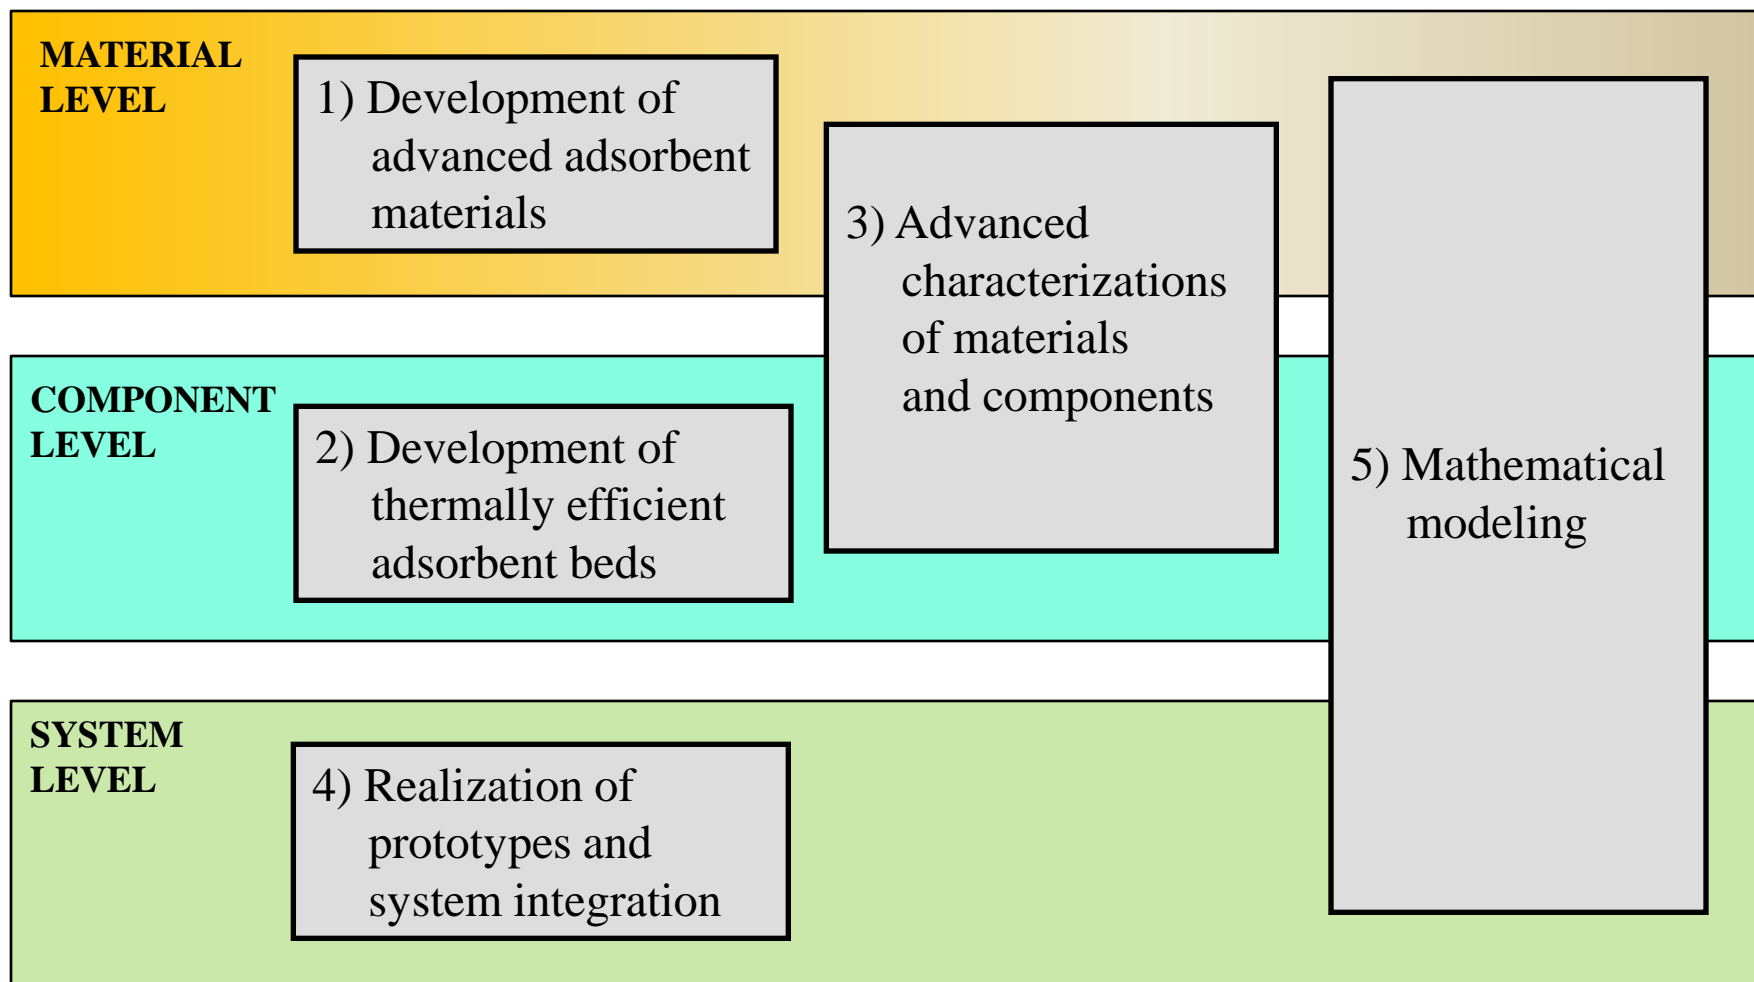 MATERIAL
LEVEL
1) Development of
advanced adsorbent
materials
3) Advanced
characterizations
of materials
and components
COMPONENT
LEVEL
2) Development of
thermally efficient
adsorbent beds
5) Mathematical
modeling
SYSTEM
LEVEL
4) Realization of
prototypes and
system integration